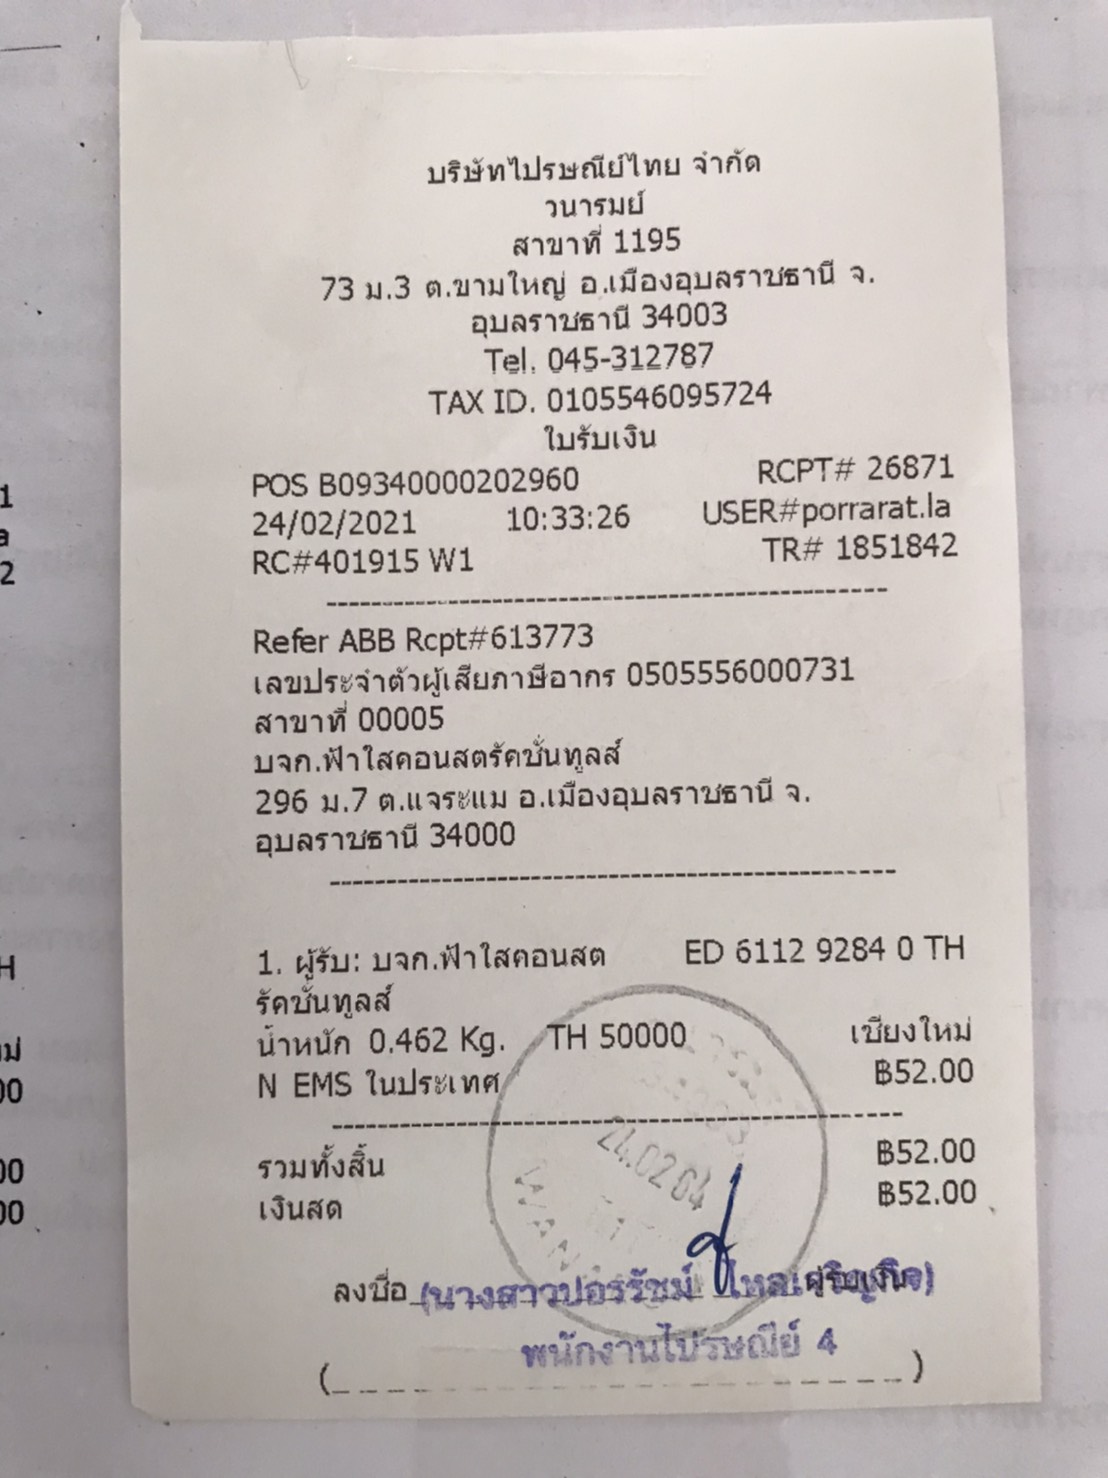 บริษัทไปรษณีย์ไทย จำกัด
วนารมย์
สาขาที่ 1195
73 ม.3 ต.ขามใหญ่ อ.เมืองอุบลราชธานี จ.
อุบลราชธานี 34003
Tel. 045-312787
TAX ID. 0105546095724
ใบรับเงิน
POS B09340000202960 RCPT# 26871
24/02/2021 10:33:26 USER#porrarat.la
RC#401915 W1 TR# 1851842
Refer ABB Rcpt#613773
เลขประจำตัวผู้เสียภาษีอากร 0505556000731
สาขาที่ 00005
บจก.ฟ้าใสคอนสตรัคชั่นทูลส์
296 ม.7 ต.แจระแม อ.เมืองอุบลราชธานี จ.
อุบลราชธานี 34000
1. ผู้รับ: บจก.ฟ้าใสคอนสต ED 6112 9284 0 TH
รัคชั่นทูลส์
น้ำหนัก 0.462 Kg. TH 50000 เชียงใหม่
N EMS ในประเทศ ฿52.00
24.02 64
รวมทั้งสิ้น ฿52.00
เงินสด ฿52.00
ลงชื่อ (นางสาวปอรรัชม์ ผู้รับเงิน
พนักงานไปรษณีย์ 4